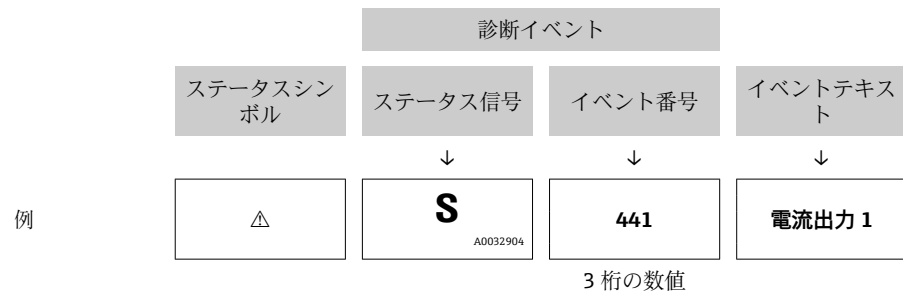 診断イベント
ステータスシン
ボル
ステータス信号
イベント番号
イベントテキス
ト
↓ ↓ ↓
例
⚠
S
A0032904
441
電流出力 1
3 桁の数値